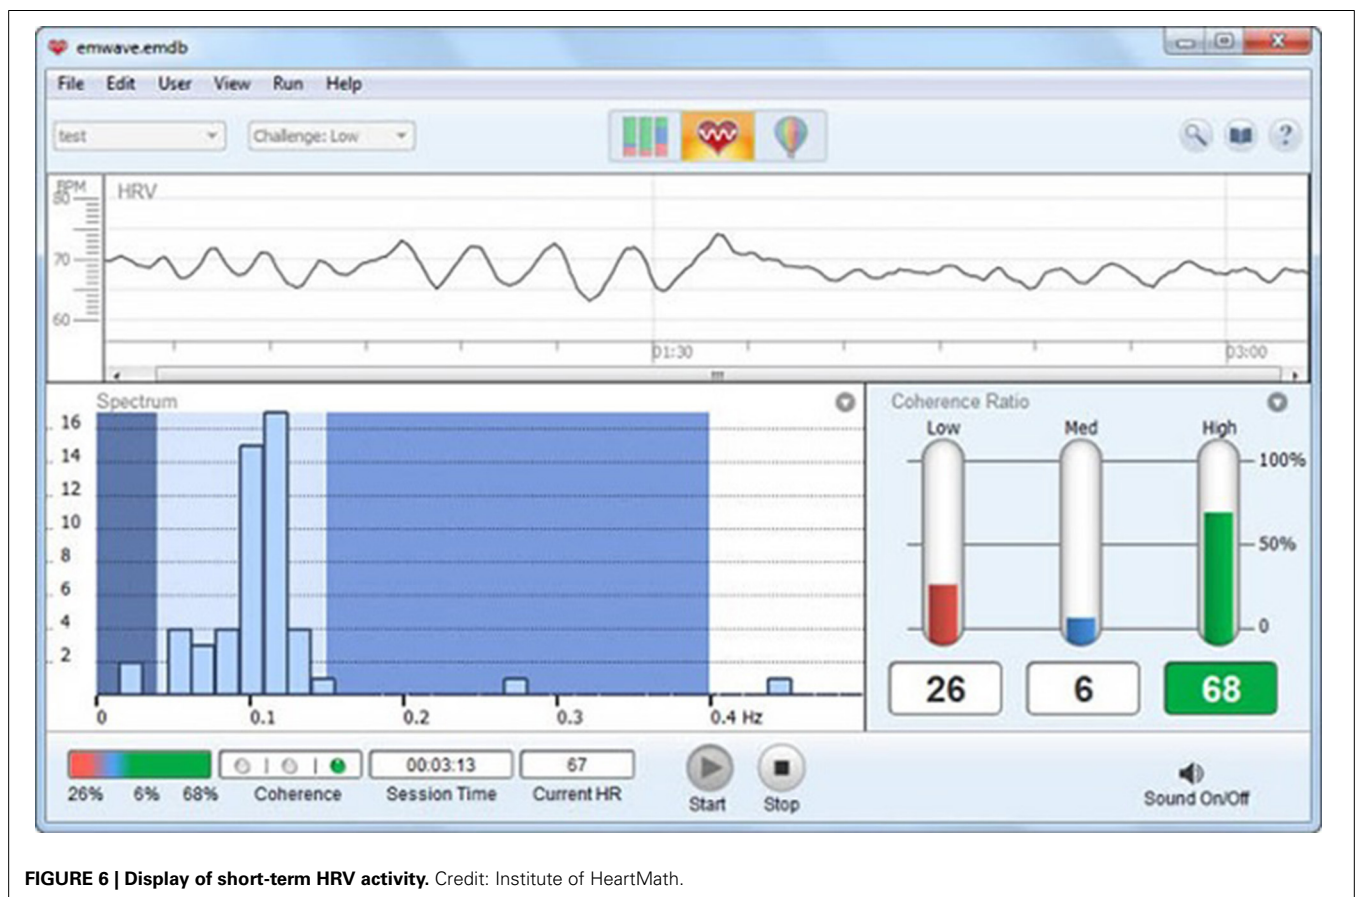 emwave.emdb
File Edit User View Run Help
test
Challenge: Low
?
BPM
HRV
80
70
60
01:30
03:00
Spectrum
16
14
12
10
8
6
4
2
0 0.1 0.2 0.3 0.4 Hz
Coherence Ratio
Low Med High
100%
50%
0
26 6 68
00:03:13 67
26% 6% 68% Coherence Session Time Current HR
Start Stop
Sound On/Off
FIGURE 6 | Display of short-term HRV activity. Credit: Institute of HeartMath.